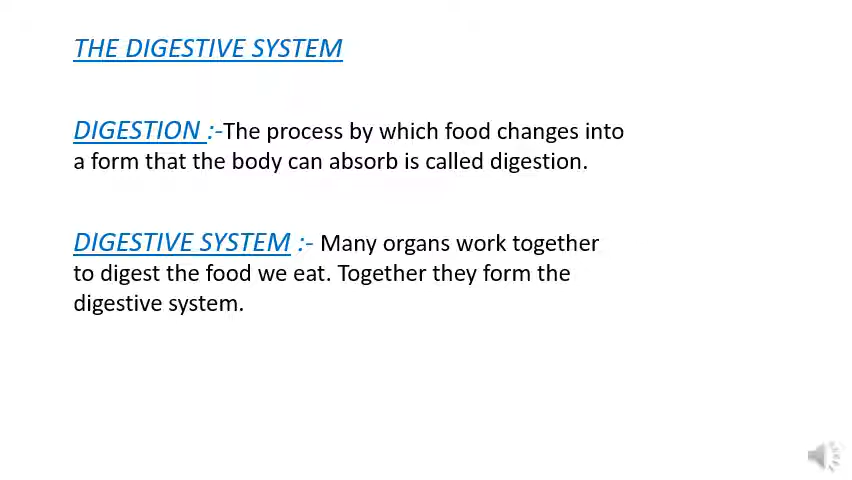 THE DIGESTIVE SYSTEM
DIGESTION :-The process by which food changes into
a form that the body can absorb is called digestion.
DIGESTIVE SYSTEM :- Many organs work together
to digest the food we eat. Together they form the
digestive system.